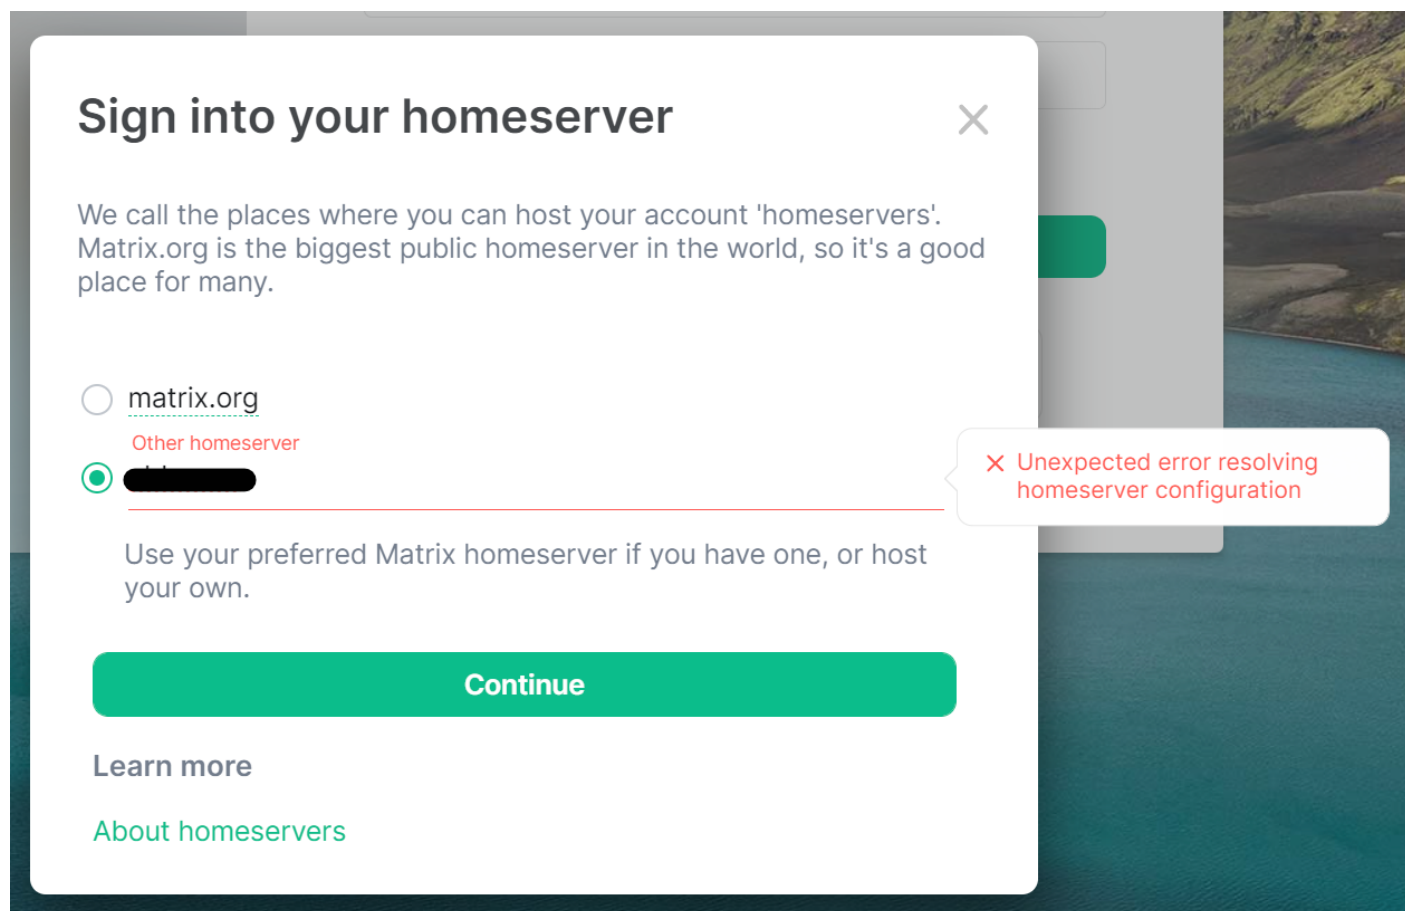 Sign into your homeserver
We call the places where you can host your account 'homeservers'.
Matrix.org is the biggest public homeserver in the world, so it's a good
place for many.
matrix.org
Other homeserver
Unexpected error resolving
homeserver configuration
Use your preferred Matrix homeserver if you have one, or host
your own.
Continue
Learn more
About homeservers